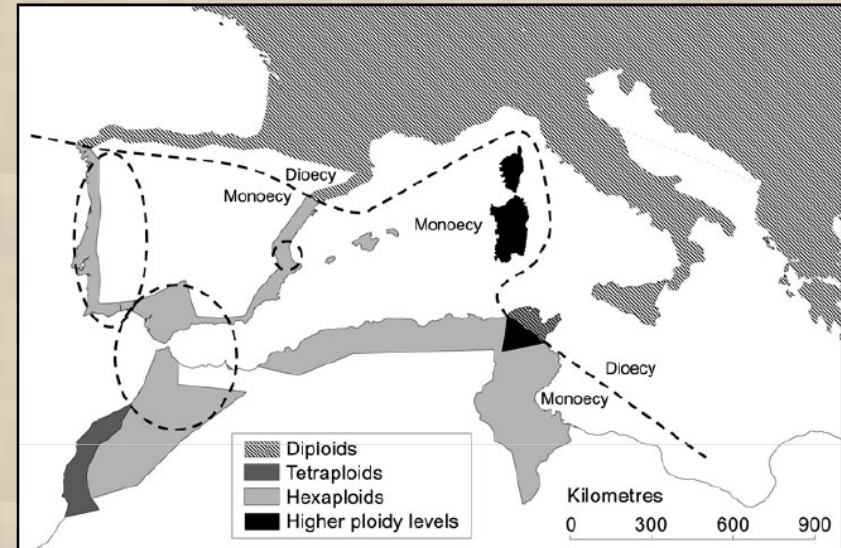 Dioecy
Monoecy
Monoecy
Dioecy
Monoecy
Diploids
Tetraploids
Hexaploids
Higher ploidy levels
Kilometres
0 300 600 900